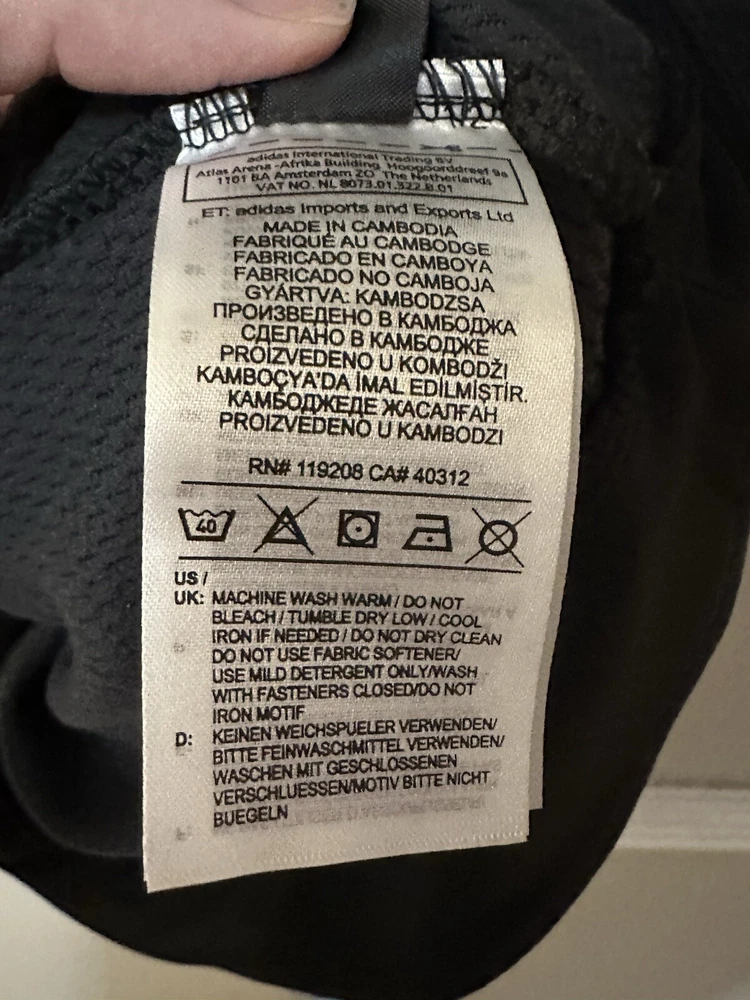 adidas International Trading BV
Atlas Arena -Afrika Building Hoogoorddreef 9a
1101 BA Amsterdam ZO The Netherlands
VAT NO. NL 8073.01.322.B.01
ET: adidas Imports and Exports Ltd
MADE IN CAMBODIA
FABRIQUÉ AU CAMBODGE
FABRICADO EN CAMBOYA
FABRICADO NO CAMBOJA
GYÁRTVA: KAMBODZSA
ПРОИЗВЕДЕНО В КАМБОДЖА
СДЕЛАНО В КАМБОДЖЕ
PROIZVEDENO U KOMBODŽI
KAMBOÇYA'DA İMAL EDİLMİŞTİR.
КАМБОДЖЕДЕ ЖАСАЛҒАН
PROIZVEDENO U KAMBODZI
RN# 119208 CA# 40312
40
US /
UK: MACHINE WASH WARM / DO NOT
BLEACH / TUMBLE DRY LOW / COOL
IRON IF NEEDED / DO NOT DRY CLEAN
DO NOT USE FABRIC SOFTENER/
USE MILD DETERGENT ONLY/WASH
WITH FASTENERS CLOSED/DO NOT
IRON MOTIF
D: KEINEN WEICHSPUELER VERWENDEN/
BITTE FEINWASCHMITTEL VERWENDEN/
WASCHEN MIT GESCHLOSSENEN
VERSCHLUESSEN/MOTIV BITTE NICHT
BUEGELN